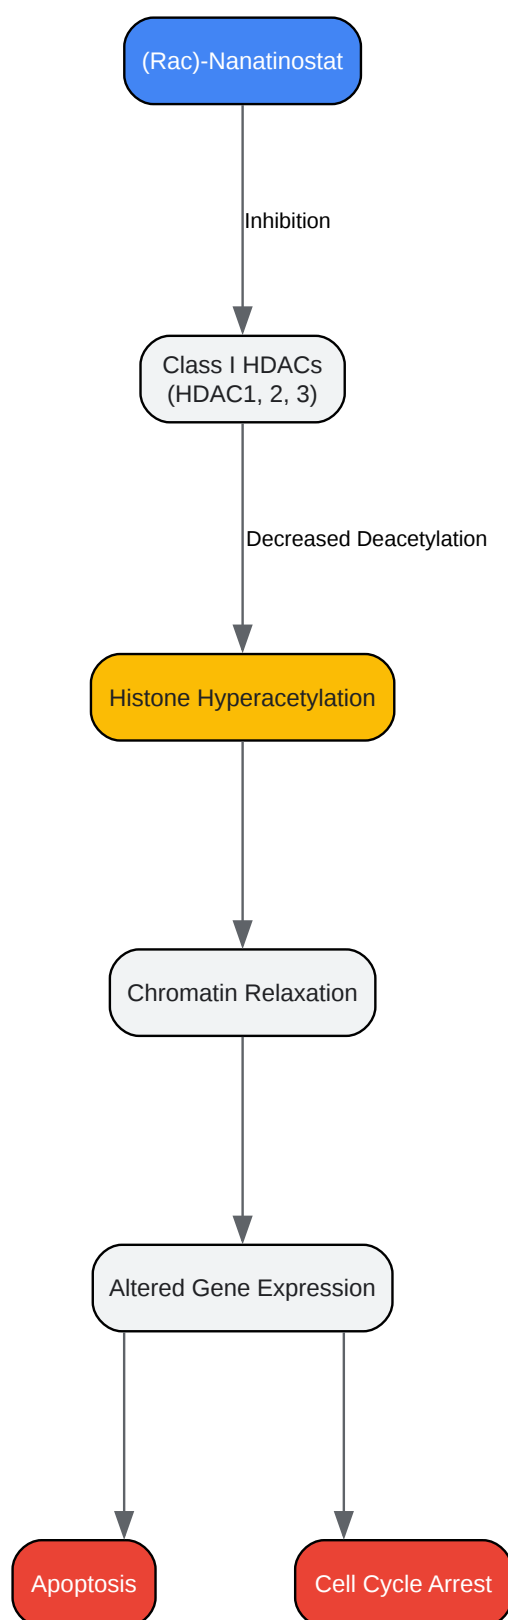 (Rac)-Nanatinostat
Inhibition
Class I HDACs
(HDAC1, 2, 3)
Decreased Deacetylation
Histone Hyperacetylation
Chromatin Relaxation
Altered Gene Expression
Apoptosis
Cell Cycle Arrest